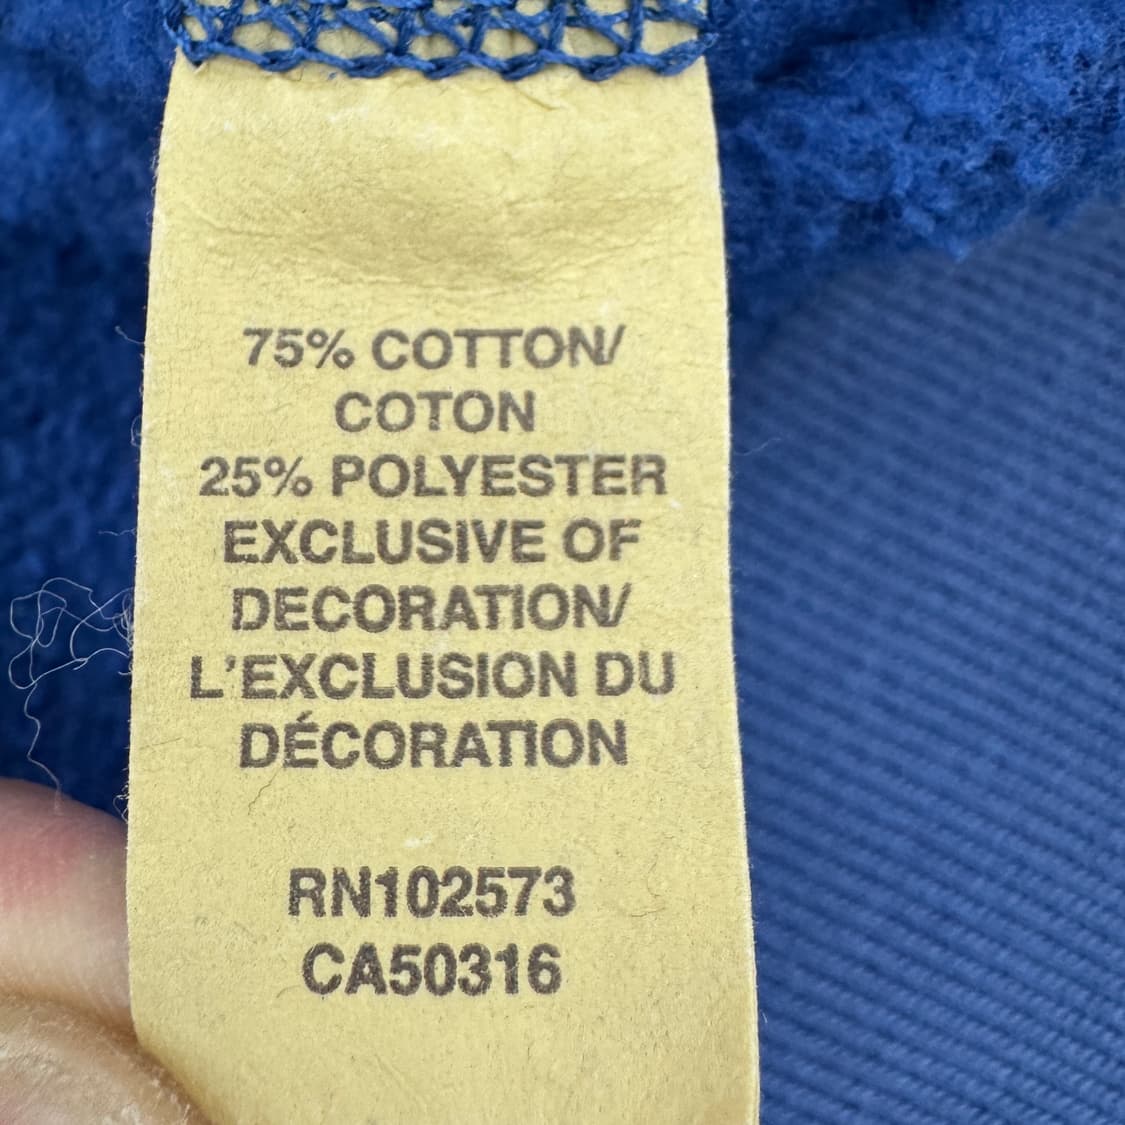 75% COTTON/
COTON
25% POLYESTER
EXCLUSIVE OF
DECORATION/
L'EXCLUSION DU
DÉCORATION
RN102573
CA50316